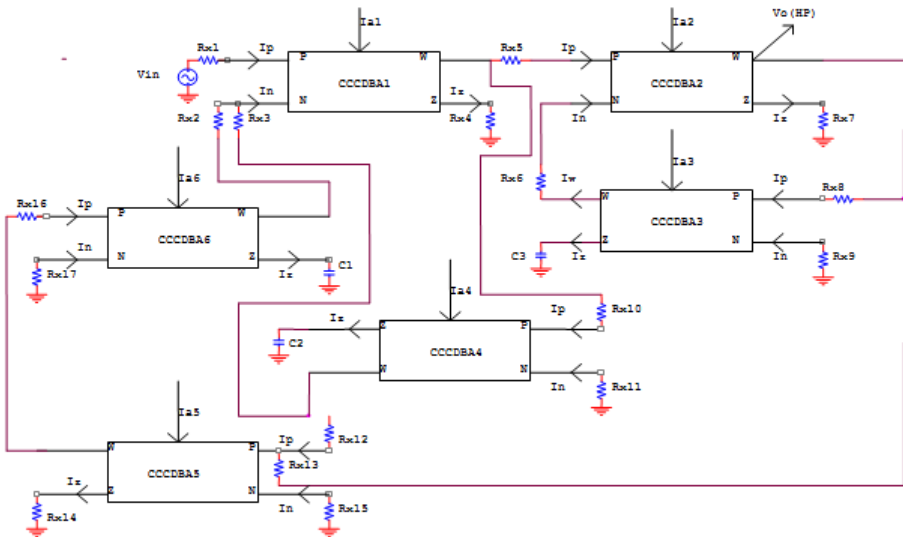 Ia1
Ia2
Vo(HP)
Rx1
Ip
P
W
Rx5
Ip
P
W
Vin
CCCDBA1
CCCDBA2
In
N
Z
Iz
N
Z
Iz
Rx2
Rx3
Rx4
In
Rx7
Ia3
Ia6
Rx6
Iw
Ip
Rx8
W
P
Rx16
Ip
P
W
CCCDBA3
CCCDBA6
In
N
Z
C3
Z
Iz
N
In
Rx9
Rx17
Iz
C1
Ia4
Iz
Ip
Rx10
Z
P
C2
CCCDBA4
W
N
In
Rx11
Ia5
Ip
Rx12
W
P
Rx13
CCCDBA5
Iz
Z
N
Rx14
In
Rx15